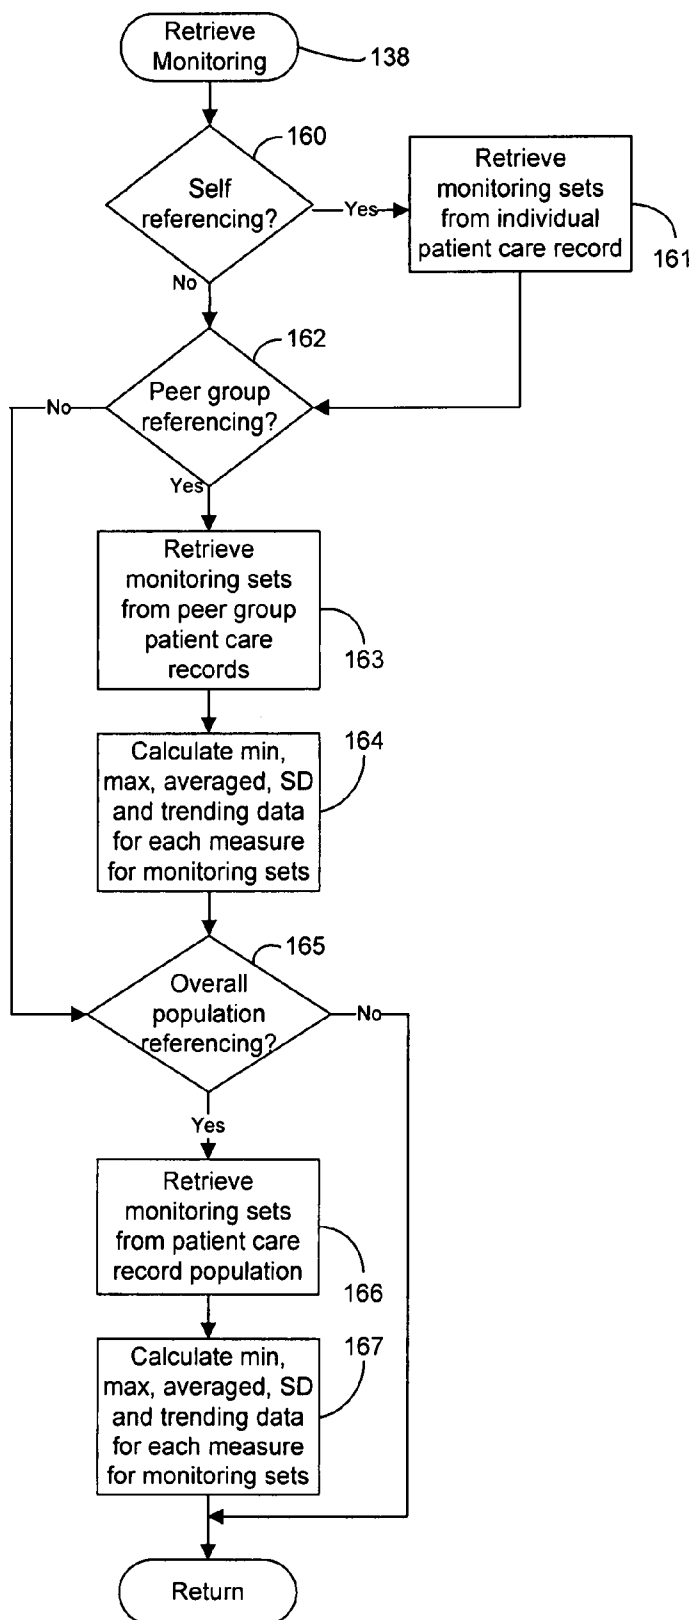 Retrieve
Monitoring
138
160
Self
referencing?
Yes
Retrieve
monitoring sets
from individual
patient care record
161
No
162
Peer group
referencing?
No
Yes
Retrieve
monitoring sets
from peer group
patient care
records
163
164
Calculate min,
max, averaged, SD
and trending data
for each measure
for monitoring sets
165
Overall
population
referencing?
No
Yes
Retrieve
monitoring sets
from patient care
record population
166
167
Calculate min,
max, averaged, SD
and trending data
for each measure
for monitoring sets
Return